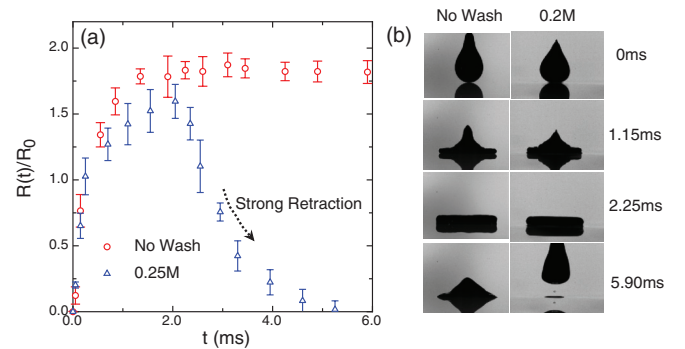 (a)
2.0
1.5
1.0
0.5
0.0
R(t)/R0
No Wash
0.25M
Strong Retraction
0.0
2.0
4.0
6.0
t (ms)
(b)
No Wash
0.2M
0ms
1.15ms
2.25ms
5.90ms